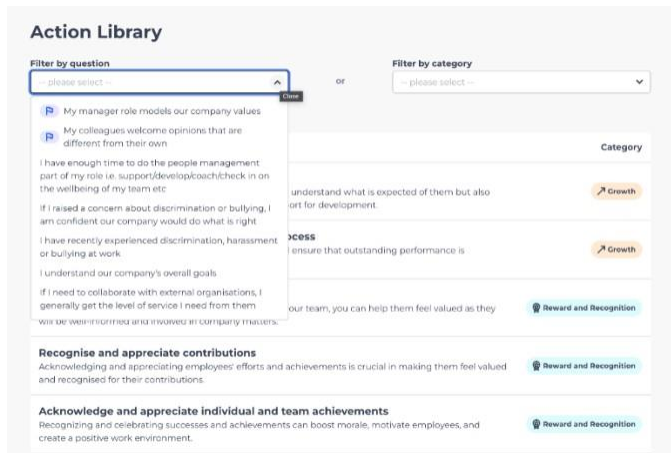 Action Library
Filter by question
Filter by category
-- please select --
or
-- please select --
Close
My manager role models our company values
My colleagues welcome opinions that are
different from their own
I have enough time to do the people management
part of my role i.e. support/develop/coach/check in on
the wellbeing of my team etc
If I raised a concern about discrimination or bullying, I
am confident our company would do what is right
I have recently experienced discrimination, harassment
or bullying at work
I understand our company's overall goals
If I need to collaborate with external organisations, I
generally get the level of service I need from them
Category
understand what is expected of them but also
ort for development.
Growth
ocess
ensure that outstanding performance is
Growth
our team, you can help them feel valued as they
will be well-informed and involved in company matters.
Reward and Recognition
Recognise and appreciate contributions
Acknowledging and appreciating employees' efforts and achievements is crucial in making them feel valued
and recognised for their contributions.
Reward and Recognition
Acknowledge and appreciate individual and team achievements
Recognizing and celebrating successes and achievements can boost morale, motivate employees, and
create a positive work environment.
Reward and Recognition